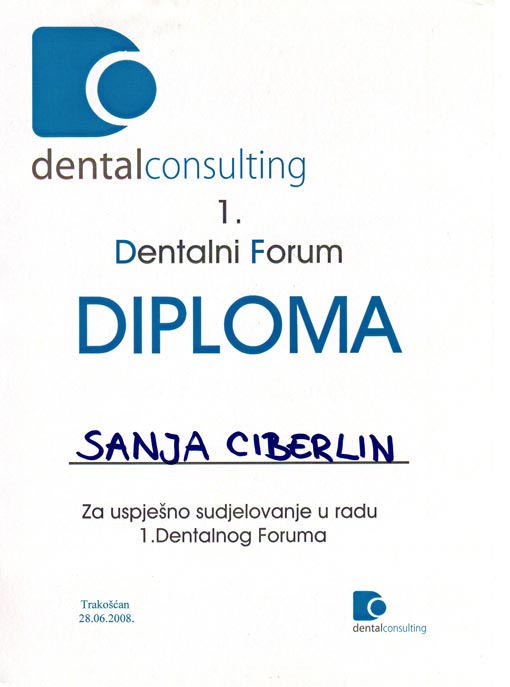 dentalconsulting
1.
Dentalni Forum
DIPLOMA
SANJA CIBERLIN
Za uspješno sudjelovanje u radu
1.Dentalnog Foruma
Trakošćan
28.06.2008.
dentalconsulting